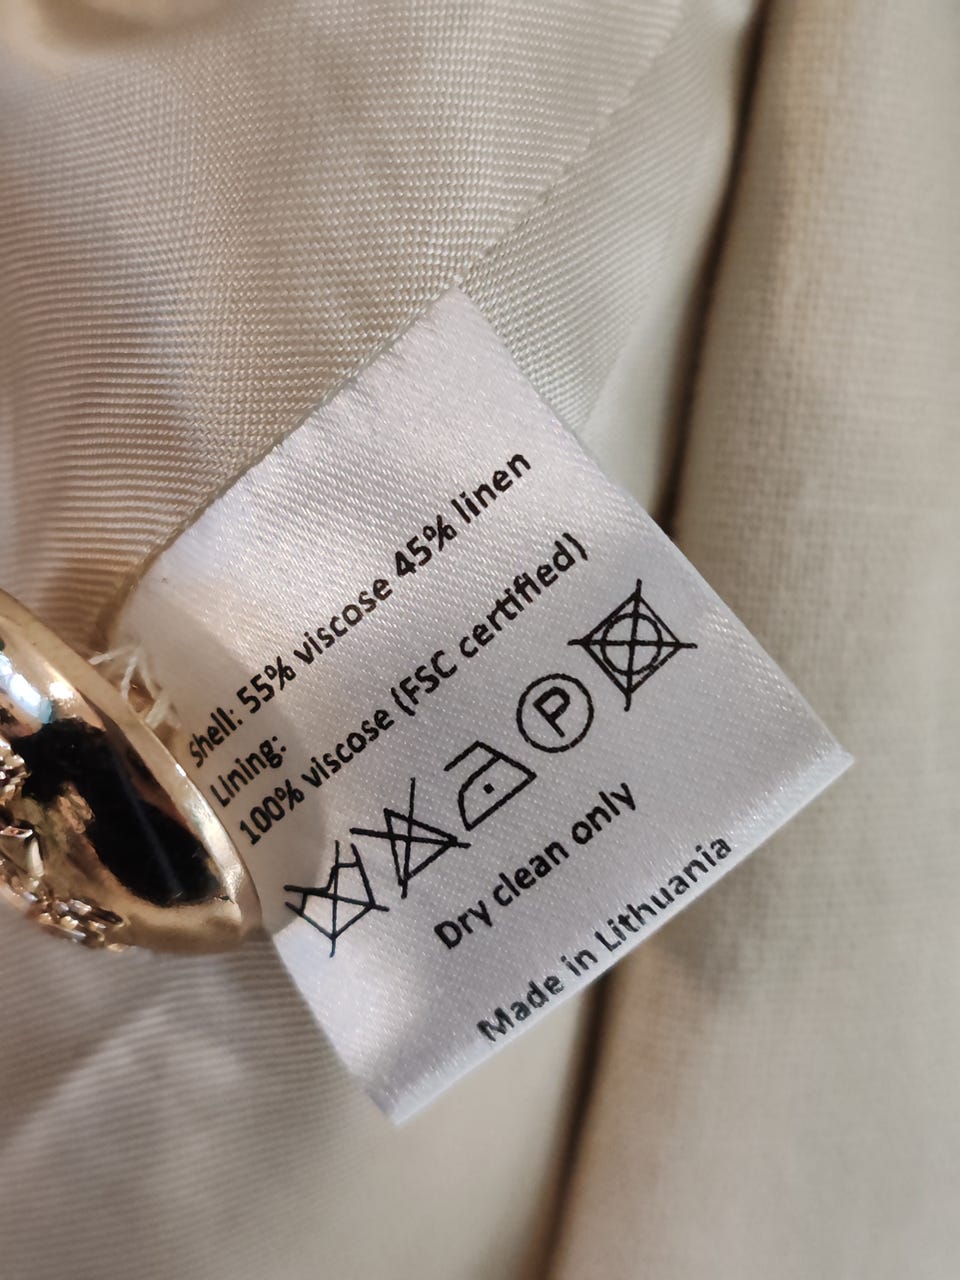 Shell: 55% viscose 45% linen
Lining:
100% viscose (FSC certified)
P
Dry clean only
Made in Lithuania